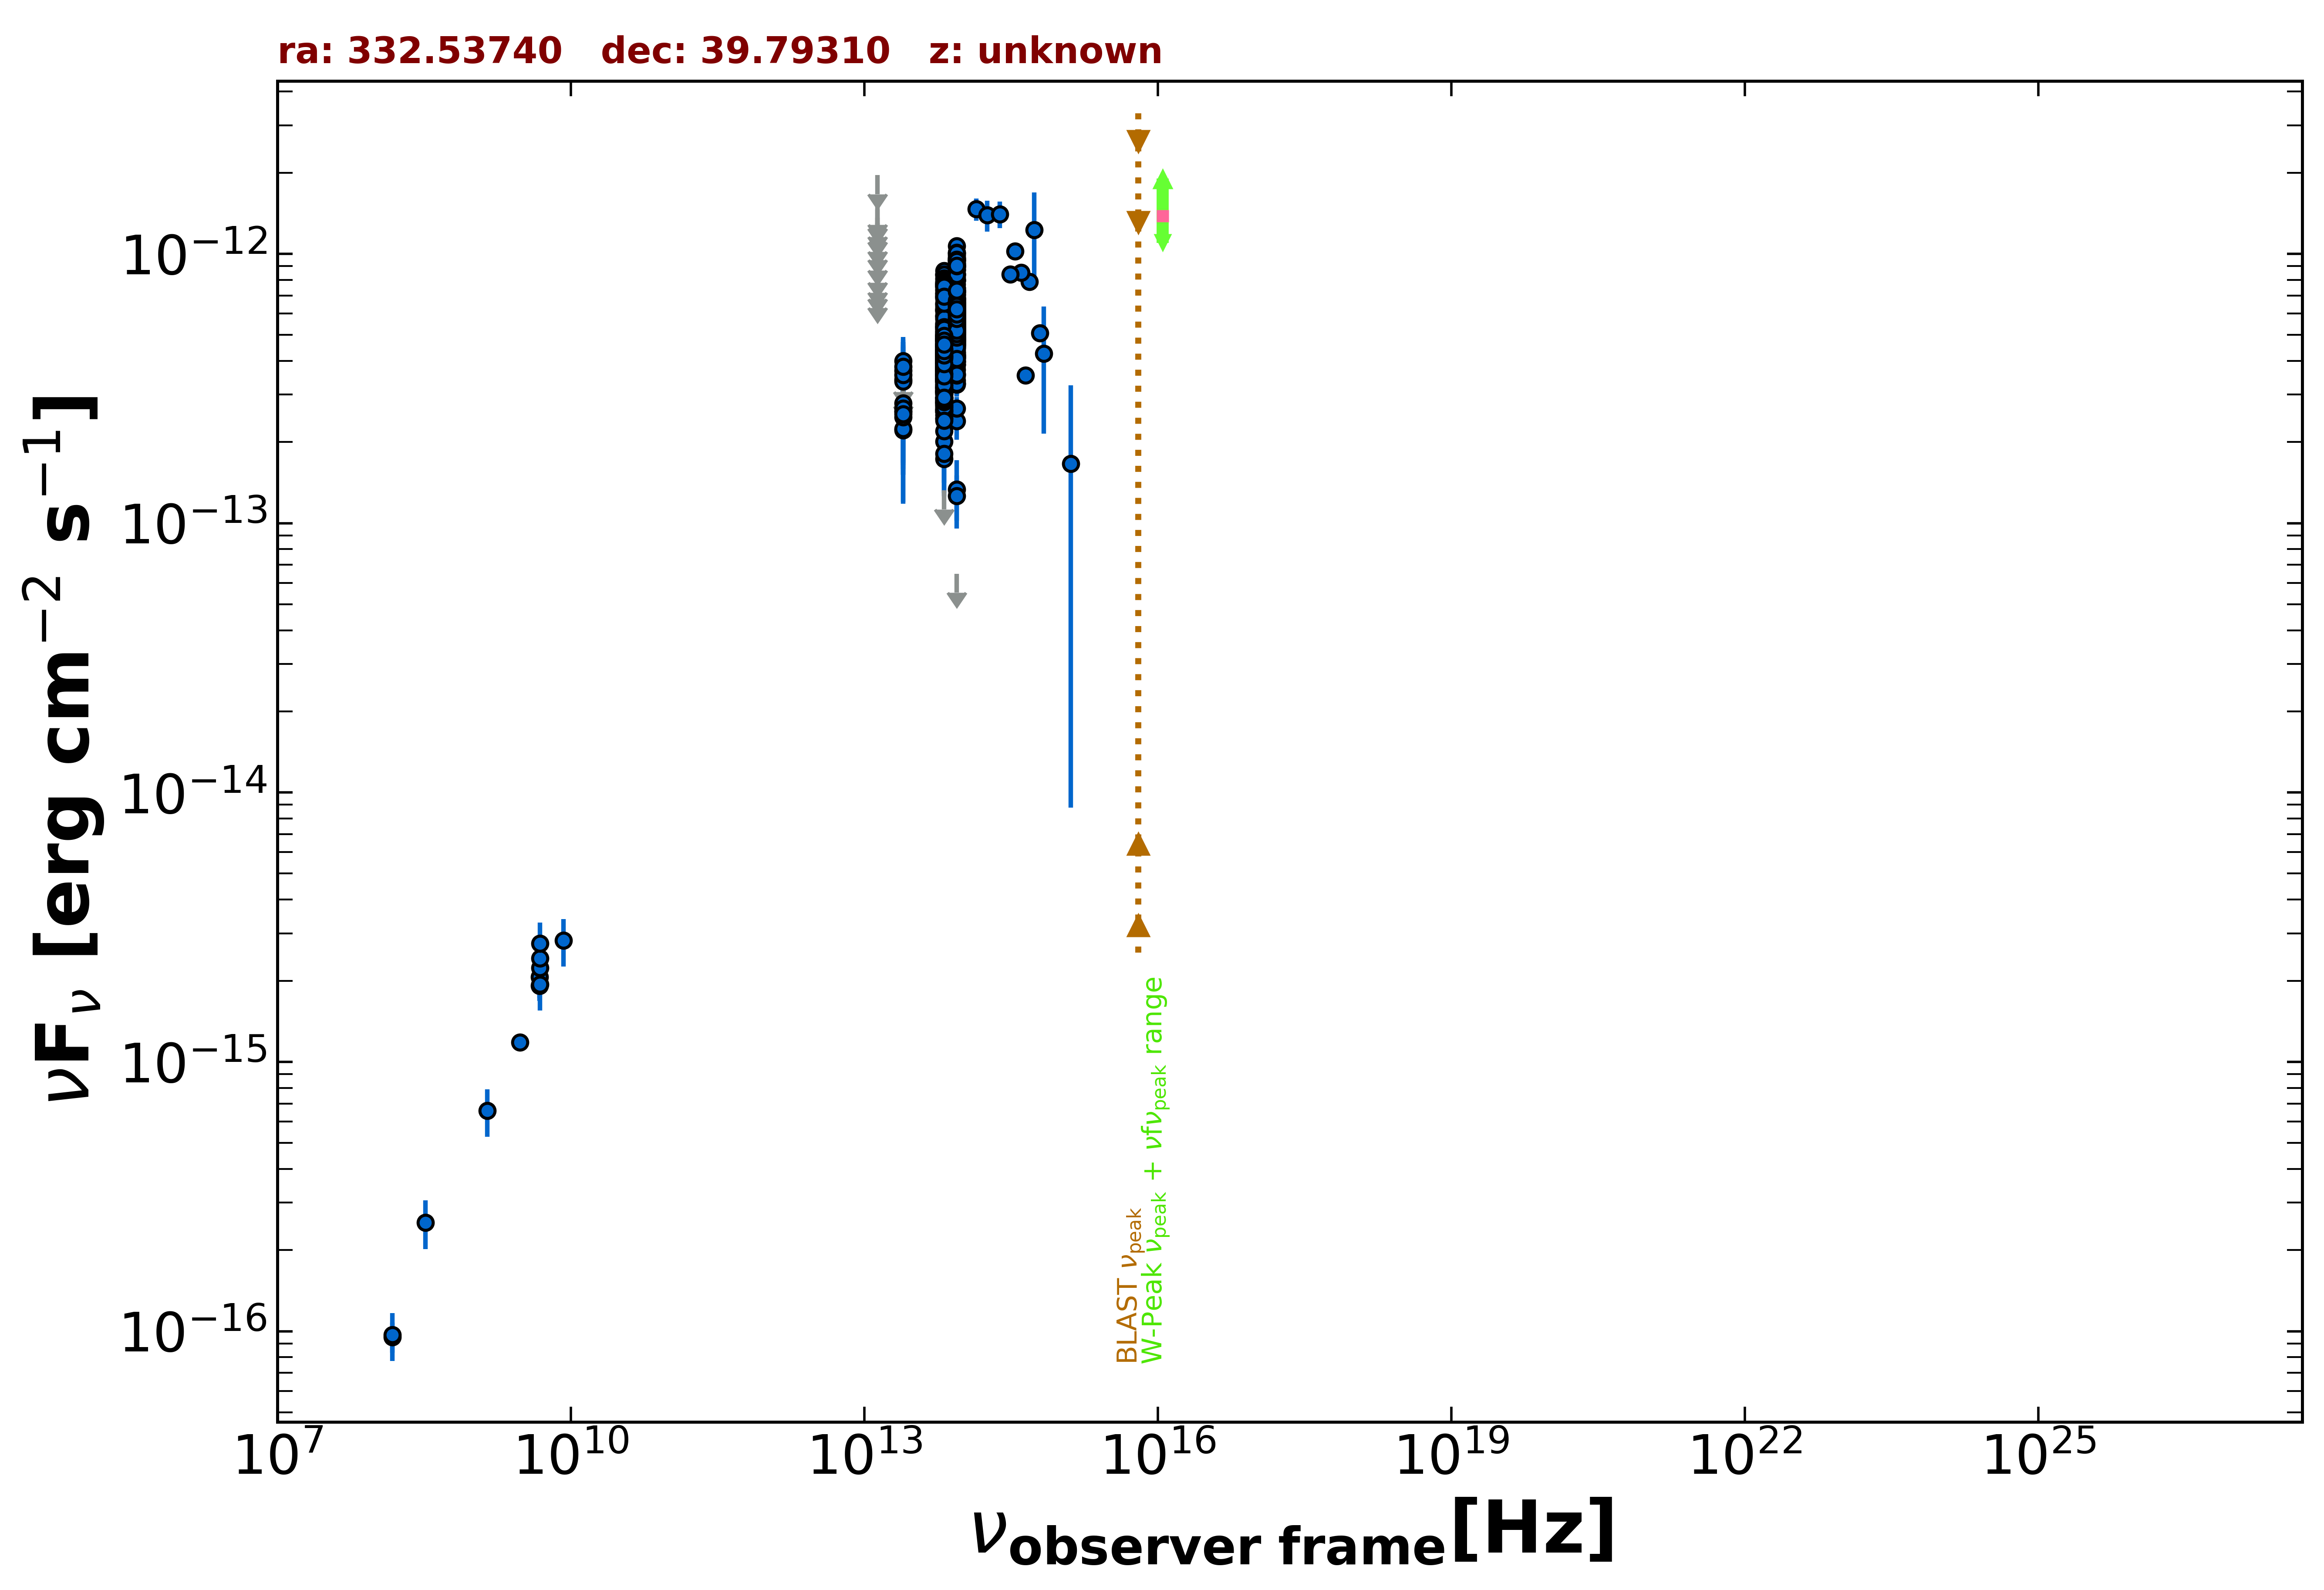 ra: 332.53740 dec: 39.79310 z: unknown
νFν [erg cm−2 s−1]
10−12
10−13
10−14
10−15
10−16
BLAST νpeak
W-Peak νpeak + νfνpeak range
107 1010 1013 1016 1019 1022 1025
νobserver frame[Hz]